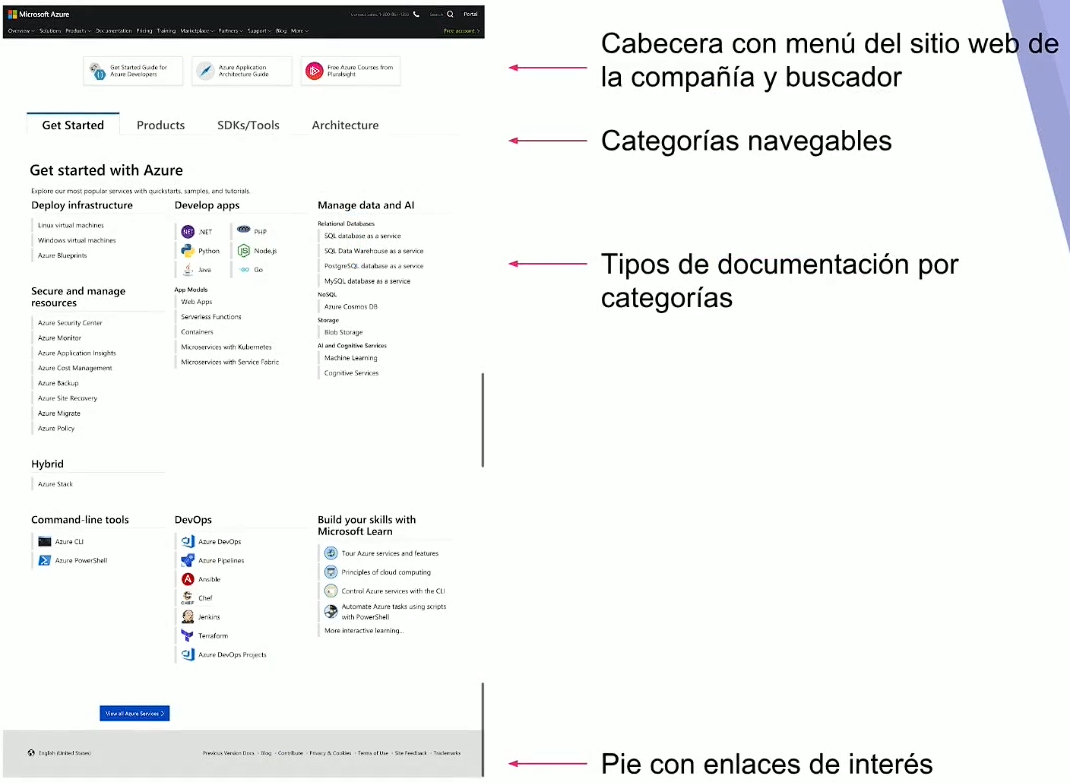 Microsoft Azure
Portal
Overview Solutions Products Documentation Pricing Training Marketplace Partners Support Blog More
Free account
Get Started Guide for
Azure Developers
Azure Application
Architecture Guide
Free Azure Courses from
Pluralsight
Get Started Products SDKs/Tools Architecture
Get started with Azure
Explore our most popular services with quickstarts, samples, and tutorials.
Deploy infrastructure
Linux virtual machines
Windows virtual machines
Azure Blueprints
Secure and manage
resources
Azure Security Center
Azure Monitor
Azure Application Insights
Azure Cost Management
Azure Backup
Azure Site Recovery
Azure Migrate
Azure Policy
Hybrid
Azure Stack
Develop apps
.NET
PHP
Python
Node.js
Java
Go
App Models
Web Apps
Serverless Functions
Containers
Microservices with Kubernetes
Microservices with Service Fabric
Manage data and AI
Relational Databases
SQL database as a service
SQL Data Warehouse as a service
PostgreSQL database as a service
MySQL database as a service
NoSQL
Azure Cosmos DB
Storage
Blob Storage
AI and Cognitive Services
Machine Learning
Cognitive Services
Command-line tools
Azure CLI
Azure PowerShell
DevOps
Azure DevOps
Azure Pipelines
Ansible
CHEF
Chef
Jenkins
Terraform
Azure DevOps Projects
Build your skills with
Microsoft Learn
Tour Azure services and features
Principles of cloud computing
Control Azure services with the CLI
Automate Azure tasks using scripts
with PowerShell
More interactive learning...
View all Azure Services >
English (United States)
Previous Version Docs · Blog · Contribute · Privacy & Cookies · Terms of Use · Site Feedback · Trademarks
Cabecera con menú del sitio web de
la compañía y buscador
Categorías navegables
Tipos de documentación por
categorías
Pie con enlaces de interés